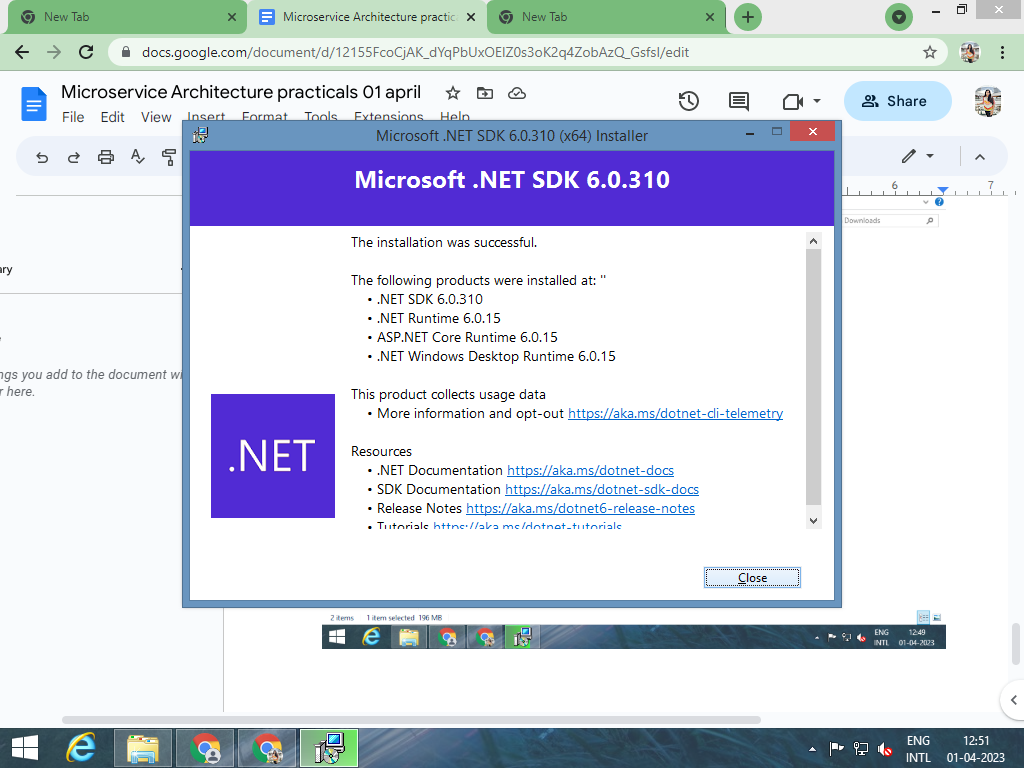 New Tab
Microservice Architecture practic
New Tab
docs.google.com/document/d/12155FcoCjAK_dYqPbUxOEIZ0s3oK2q4ZobAzQ_GsfsI/edit
Microservice Architecture practicals 01 april
Share
File Edit View Insert Format Tools Extensions Help
Microsoft .NET SDK 6.0.310 (x64) Installer
Microsoft .NET SDK 6.0.310
6 7
Downloads
The installation was successful.
ary
The following products were installed at: ''
• .NET SDK 6.0.310
• .NET Runtime 6.0.15
• ASP.NET Core Runtime 6.0.15
• .NET Windows Desktop Runtime 6.0.15
ngs you add to the document wi
r here.
This product collects usage data
• More information and opt-out https://aka.ms/dotnet-cli-telemetry
.NET
Resources
• .NET Documentation https://aka.ms/dotnet-docs
• SDK Documentation https://aka.ms/dotnet-sdk-docs
• Release Notes https://aka.ms/dotnet6-release-notes
• Tutorials https://aka.ms/dotnet-tutorials
Close
2 items 1 item selected 196 MB
ENG 12:49
INTL 01-04-2023
ENG 12:51
INTL 01-04-2023